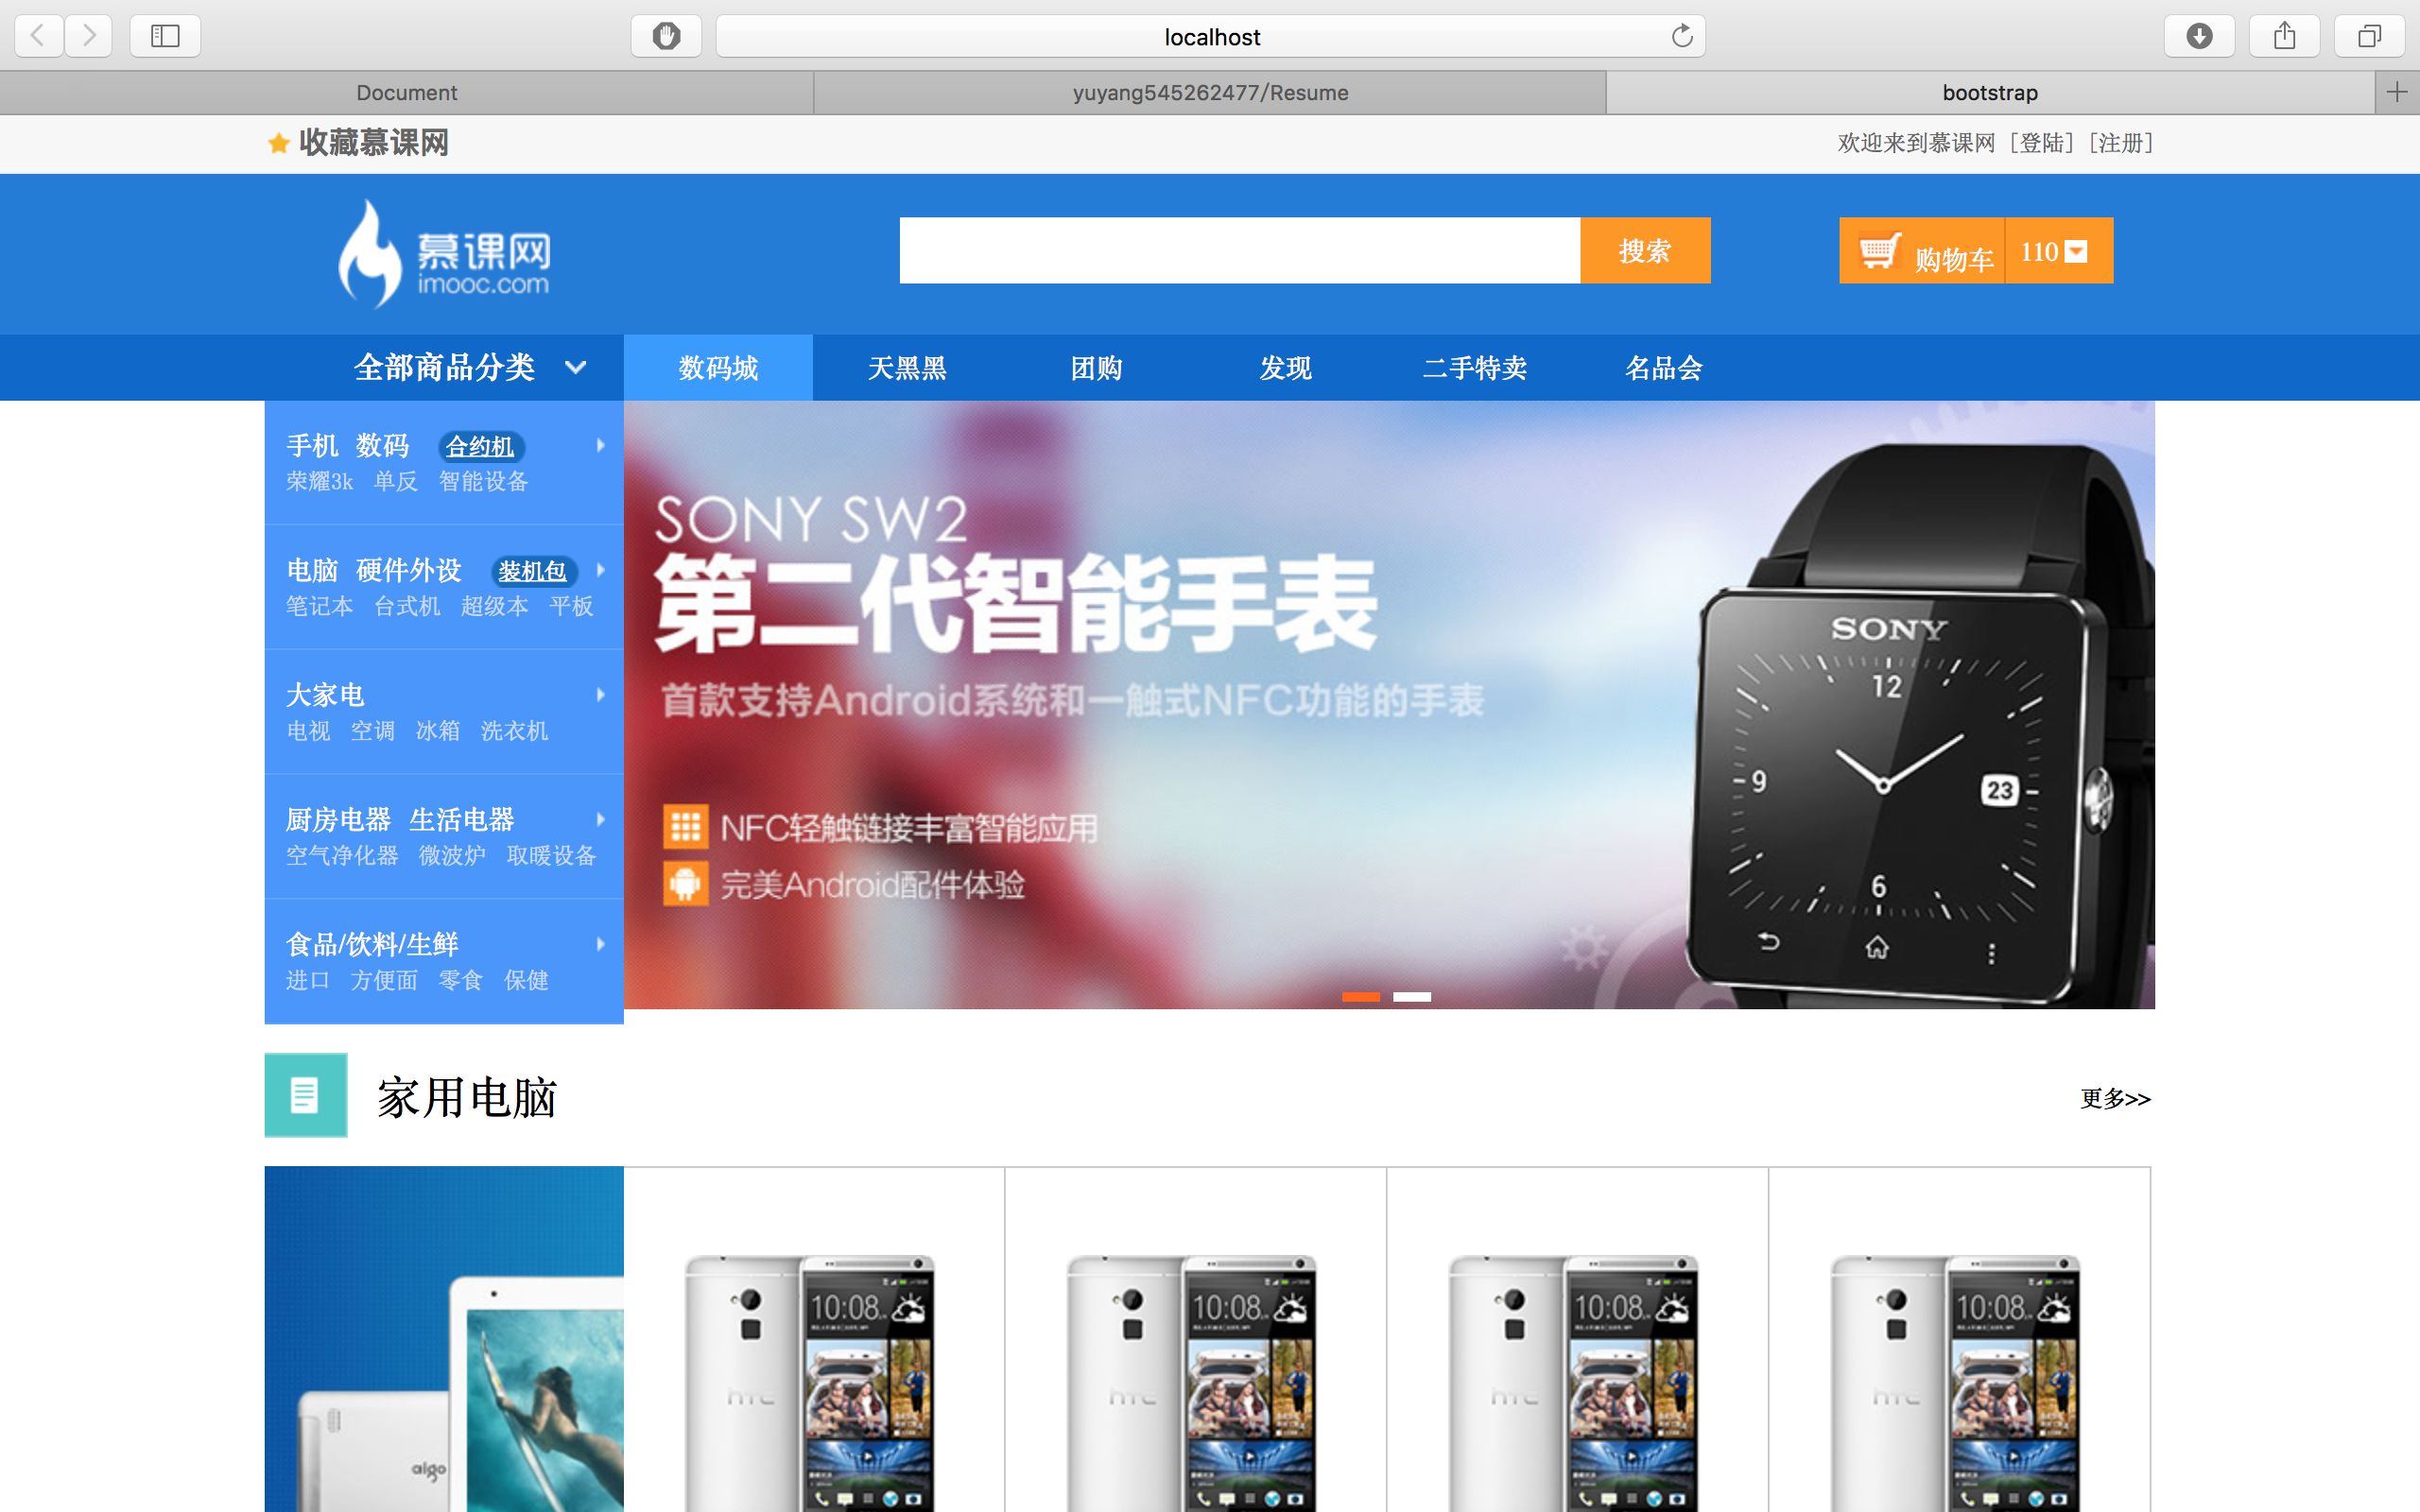 localhost
Document
yuyang545262477/Resume
bootstrap
收藏慕课网
欢迎来到慕课网 [登陆] [注册]
慕课网
imooc.com
搜索
购物车 110
全部商品分类
数码城 天黑黑 团购 发现 二手特卖 名品会
手机 数码 合约机
荣耀3k 单反 智能设备
电脑 硬件外设 装机包
笔记本 台式机 超级本 平板
大家电
电视 空调 冰箱 洗衣机
厨房电器 生活电器
空气净化器 微波炉 取暖设备
食品/饮料/生鲜
进口 方便面 零食 保健
SONY SW2
第二代智能手表
首款支持Android系统和一触式NFC功能的手表
NFC轻触链接丰富智能应用
完美Android配件体验
SONY
12
9
23
6
家用电脑
更多>>
aigo
10:08
hTC
10:08
hTC
10:08
hTC
10:08
hTC